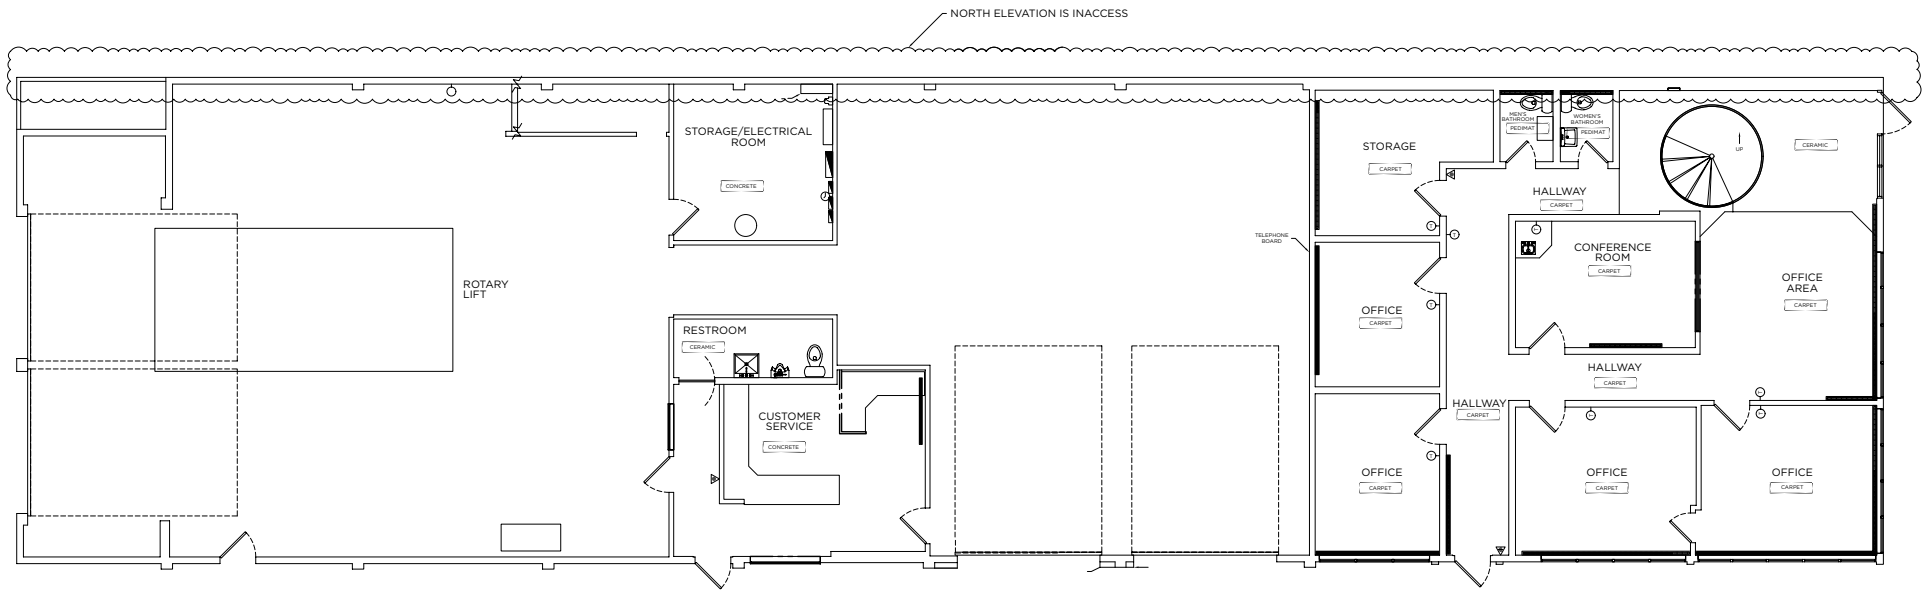 NORTH ELEVATION IS INACCESS
STORAGE/ELECTRICAL
ROOM
CONCRETE
ROTARY
LIFT
RESTROOM
CERAMIC
CUSTOMER
SERVICE
CONCRETE
TELEPHONE
BOARD
STORAGE
CARPET
OFFICE
CARPET
OFFICE
CARPET
MEN'S
BATHROOM
PEDIMAT
WOMEN'S
BATHROOM
PEDIMAT
UP
CERAMIC
HALLWAY
CARPET
CONFERENCE
ROOM
CARPET
OFFICE
AREA
CARPET
HALLWAY
CARPET
HALLWAY
CARPET
OFFICE
CARPET
OFFICE
CARPET
T
T
T
T
T
T
T
T